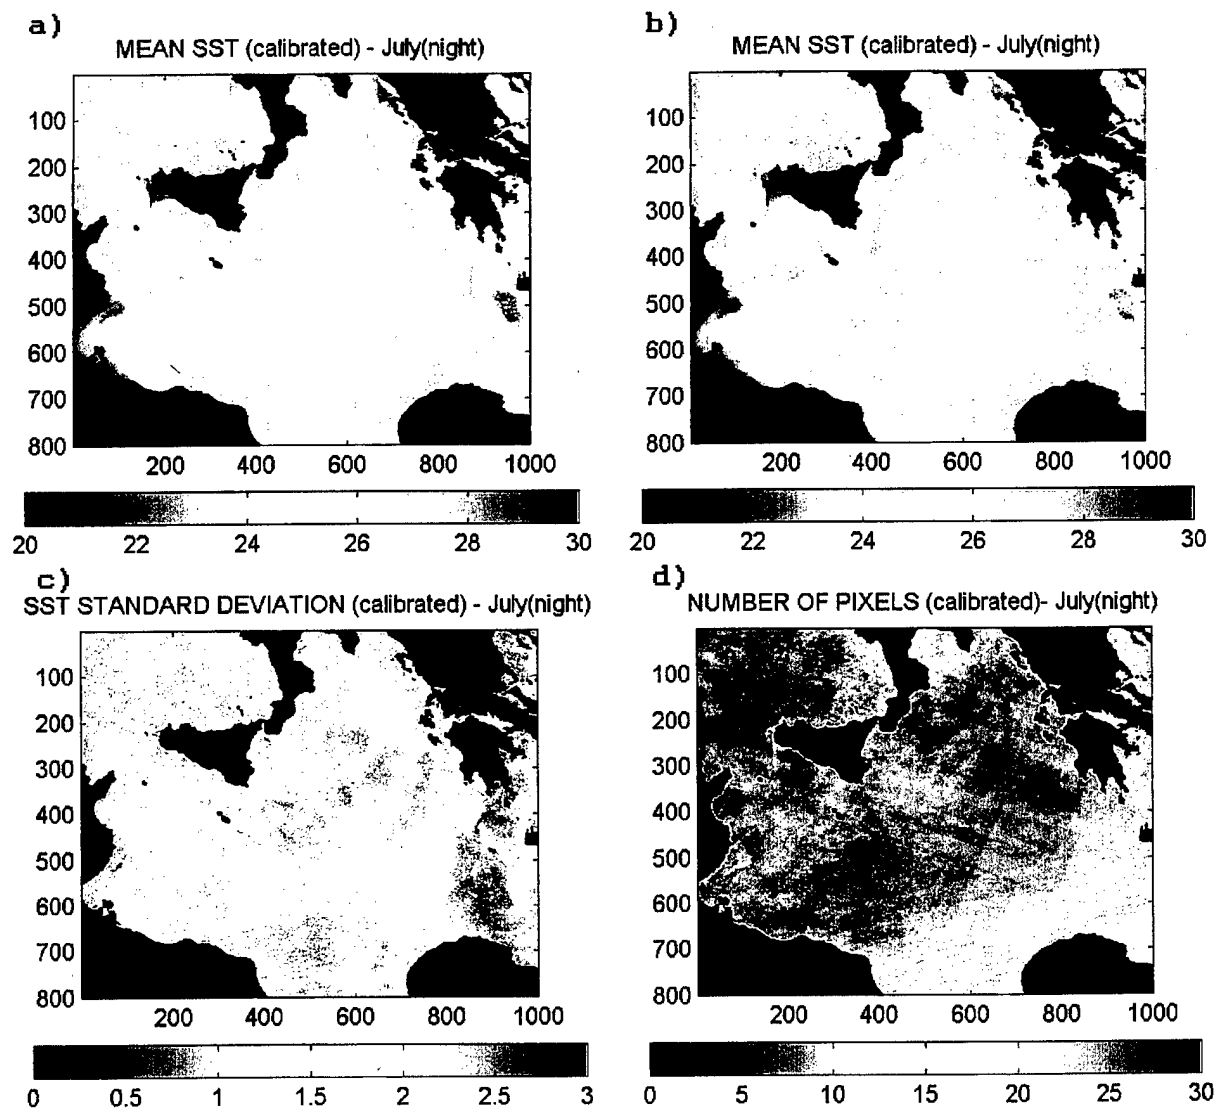 a)
MEAN SST (calibrated) - July(night)
100
200
300
400
500
600
700
800
200 400 600 800 1000
20 22 24 26 28 30
b)
MEAN SST (calibrated) - July(night)
100
200
300
400
500
600
700
800
200 400 600 800 1000
20 22 24 26 28 30
c)
SST STANDARD DEVIATION (calibrated) - July(night)
100
200
300
400
500
600
700
800
200 400 600 800 1000
0 0.5 1 1.5 2 2.5 3
d)
NUMBER OF PIXELS (calibrated)- July(night)
100
200
300
400
500
600
700
800
200 400 600 800 1000
0 5 10 15 20 25 30